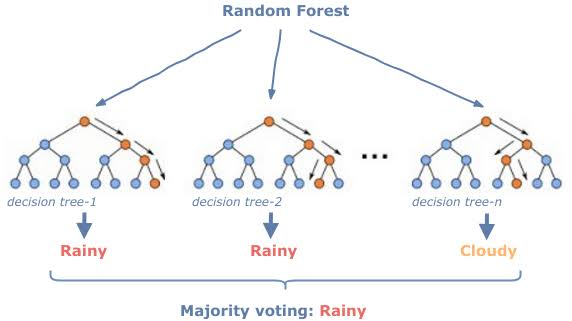 Random Forest
...
decision tree-1
decision tree-2
decision tree-n
Rainy
Rainy
Cloudy
Majority voting: Rainy